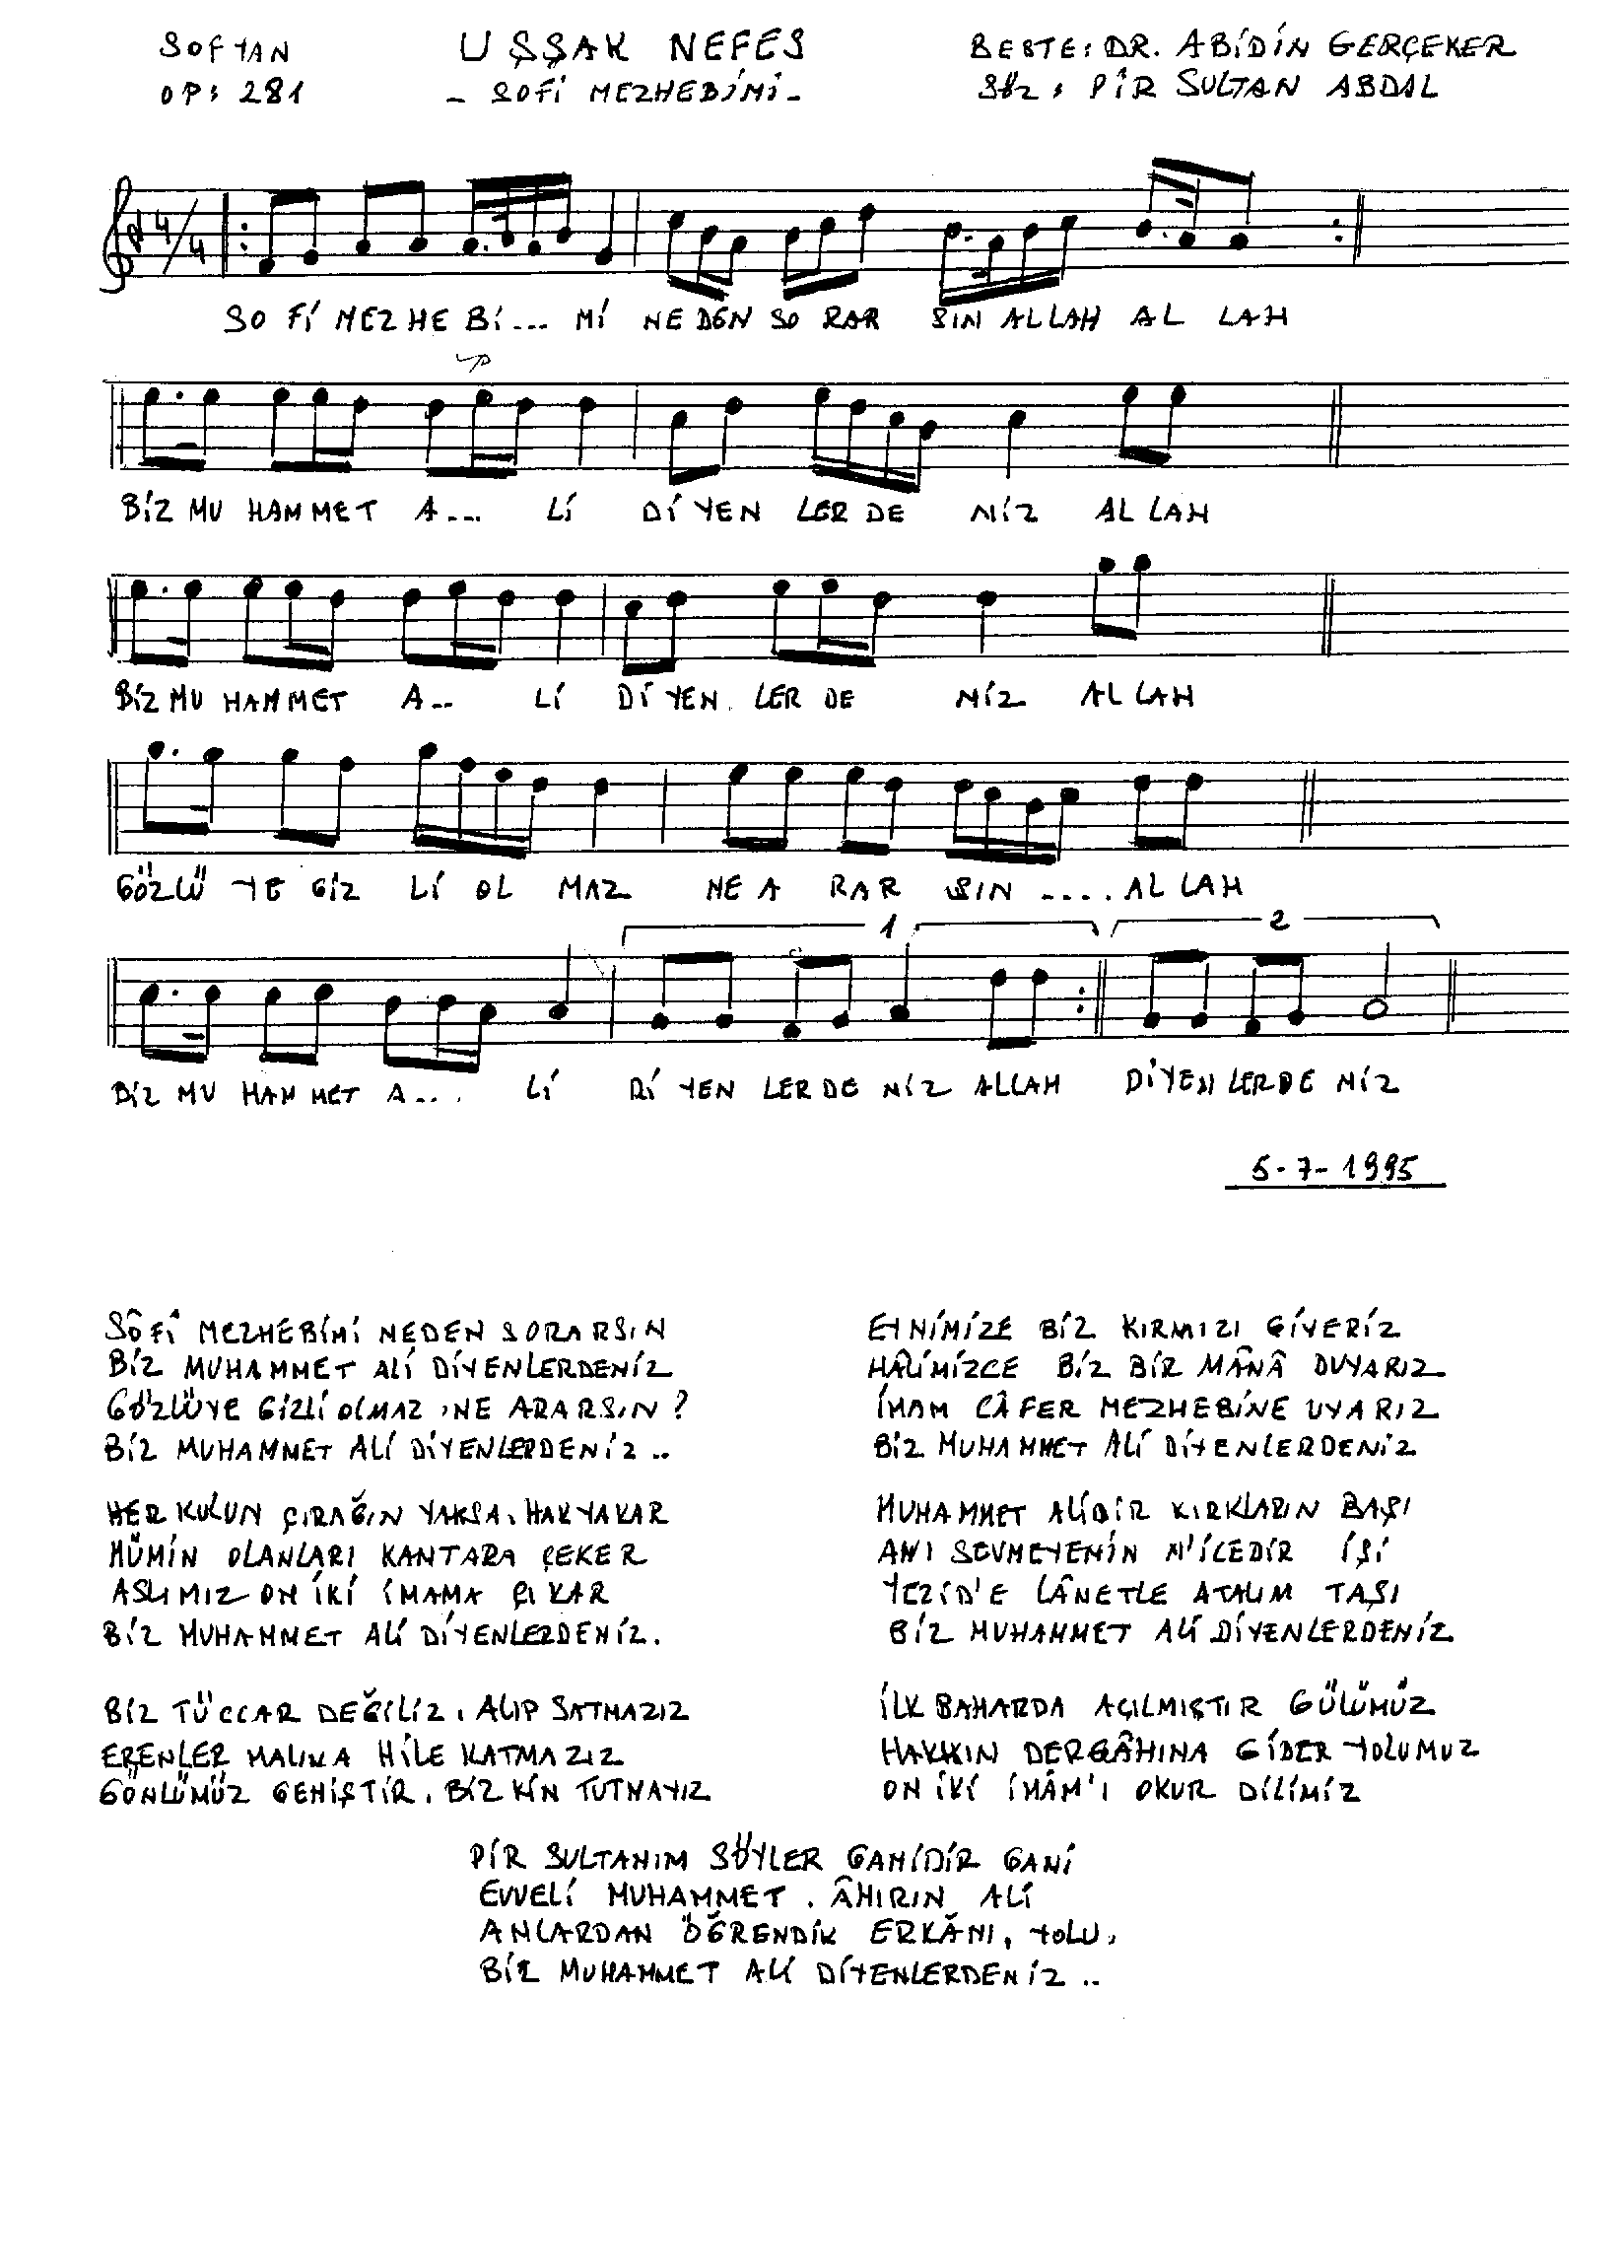 SOFYAN
OP: 281
UŞŞAK NEFES
- SOFİ MEZHEBİMİ -
BESTE: DR. ABİDİN GERÇEKER
SÖZ: PİR SULTAN ABDAL
4/4
SO Fİ MEZ HE Bİ... Mİ NE DEN SO RAR SIN ALLAH AL LAH
BİZ MU HAM MET A... Lİ Dİ YEN LER DE NİZ AL LAH
BİZ MU HAM MET A.. Lİ Dİ YEN LER DE NİZ AL LAH
GÖZLÜ YE GİZ Lİ OL MAZ NE A RAR SIN .... AL LAH
1 2
BİZ MU HAM MET A... Lİ Dİ YEN LER DE NİZ ALLAH DİYEN LERDE NİZ
5-7-1995
SÔFÎ MEZHEBİMİ NEDEN SORARSIN
BİZ MUHAMMET ALİ DİYENLERDENİZ
GÖZLÜYE GİZLİ OLMAZ, NE ARARSIN?
BİZ MUHAMMET ALİ DİYENLERDENİZ..
HER KULUN ÇIRAĞIN YAKSA, HAK YAKAR
MÜMİN OLANLARI KANTARA ÇEKER
ASLIMIZ ON İKİ İMAMA ÇIKAR
BİZ MUHAMMET ALİ DİYENLERDENİZ.
BİZ TÜCCAR DEĞİLİZ, ALIP SATMAZIZ
ERENLER MALINA HİLE KATMAZIZ
GÖNLÜMÜZ GENİŞTİR, BİZ KİN TUTMAYIZ
EYNİMİZE BİZ KIRMIZI GİYERİZ
HÂLİMİZCE BİZ BİR MÂNÂ DUYARIZ
İMAM CÂFER MEZHEBİNE UYARIZ
BİZ MUHAMMET ALİ DİYENLERDENİZ
MUHAMMET ALİDİR KIRKLARIN BAŞI
ANI SEVMEYENİN N'İCEDİR İŞİ
YEZİD'E LÂNETLE ATALIM TAŞI
BİZ MUHAMMET ALİ DİYENLERDENİZ
İLK BAHARDA AÇILMIŞTIR GÜLÜMÜZ
HAKKIN DERGÂHINA GİDER YOLUMUZ
ON İKİ İMÂM'I OKUR DİLİMİZ
PİR SULTANIM SÖYLER GANİDİR GANİ
EVVELİ MUHAMMET, ÂHIRIN ALİ
ANLARDAN ÖĞRENDİK ERKÂNI, YOLU,
BİZ MUHAMMET ALİ DİYENLERDENİZ..